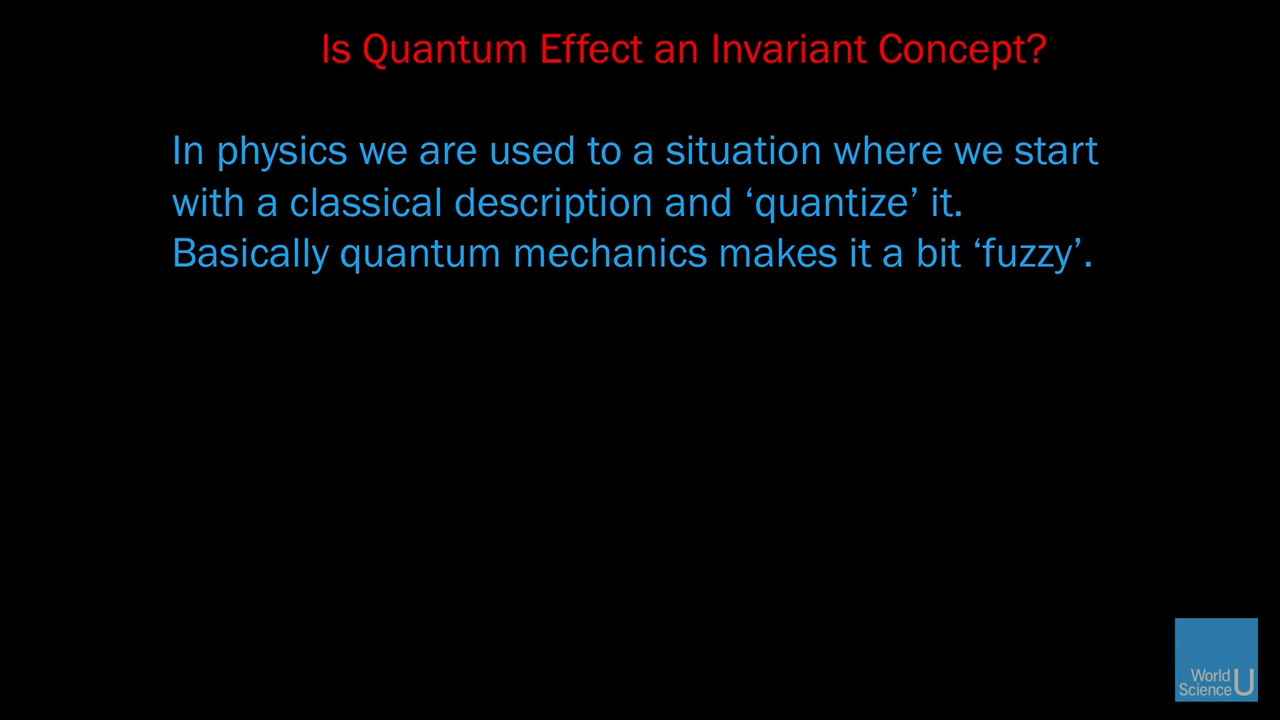 Is Quantum Effect an Invariant Concept?
In physics we are used to a situation where we start
with a classical description and ‘quantize’ it.
Basically quantum mechanics makes it a bit ‘fuzzy’.
World
Science U